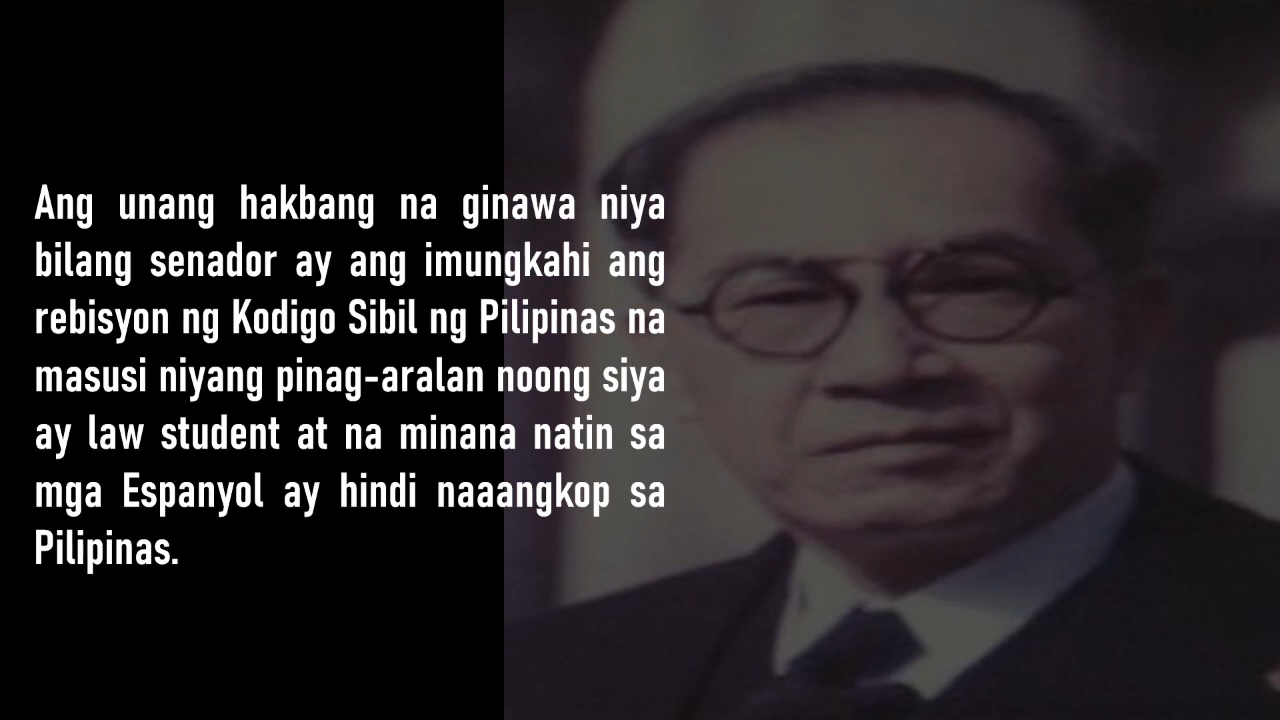 Ang unang hakbang na ginawa niya
bilang senador ay ang imungkahi ang
rebisyon ng Kodigo Sibil ng Pilipinas na
masusi niyang pinag-aralan noong siya
ay law student at na minana natin sa
mga Espanyol ay hindi naaangkop sa
Pilipinas.